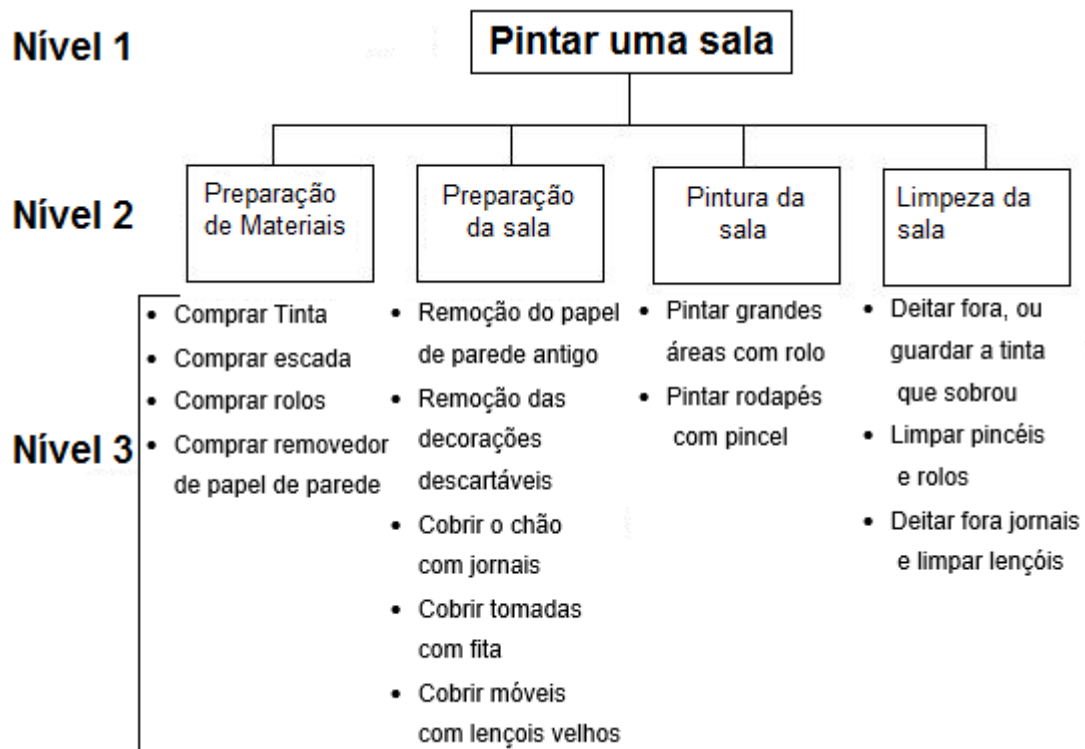 Nível 1
Pintar uma sala
Nível 2
Preparação
de Materiais
Preparação
da sala
Pintura da
sala
Limpeza da
sala
Nível 3
• Comprar Tinta
• Comprar escada
• Comprar rolos
• Comprar removedor
de papel de parede
• Remoção do papel
de parede antigo
• Remoção das
decorações
descartáveis
• Cobrir o chão
com jornais
• Cobrir tomadas
com fita
• Cobrir móveis
com lençois velhos
• Pintar grandes
áreas com rolo
• Pintar rodapés
com pincel
• Deitar fora, ou
guardar a tinta
que sobrou
• Limpar pincéis
e rolos
• Deitar fora jornais
e limpar lençóis